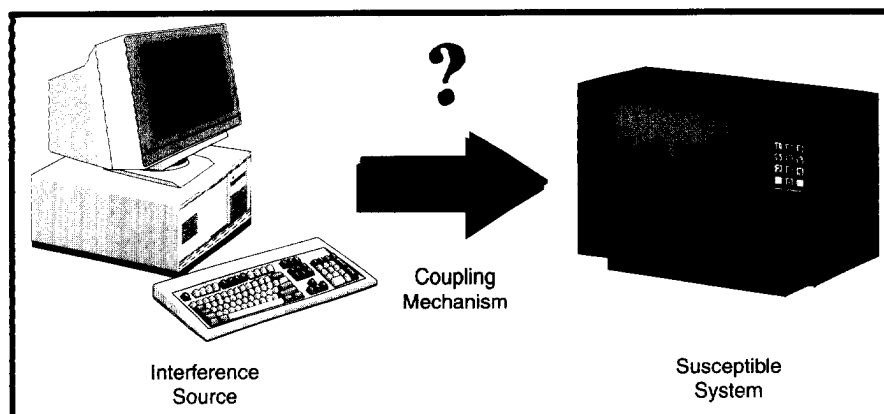 ?
Coupling
Mechanism
Interference
Source
Susceptible
System